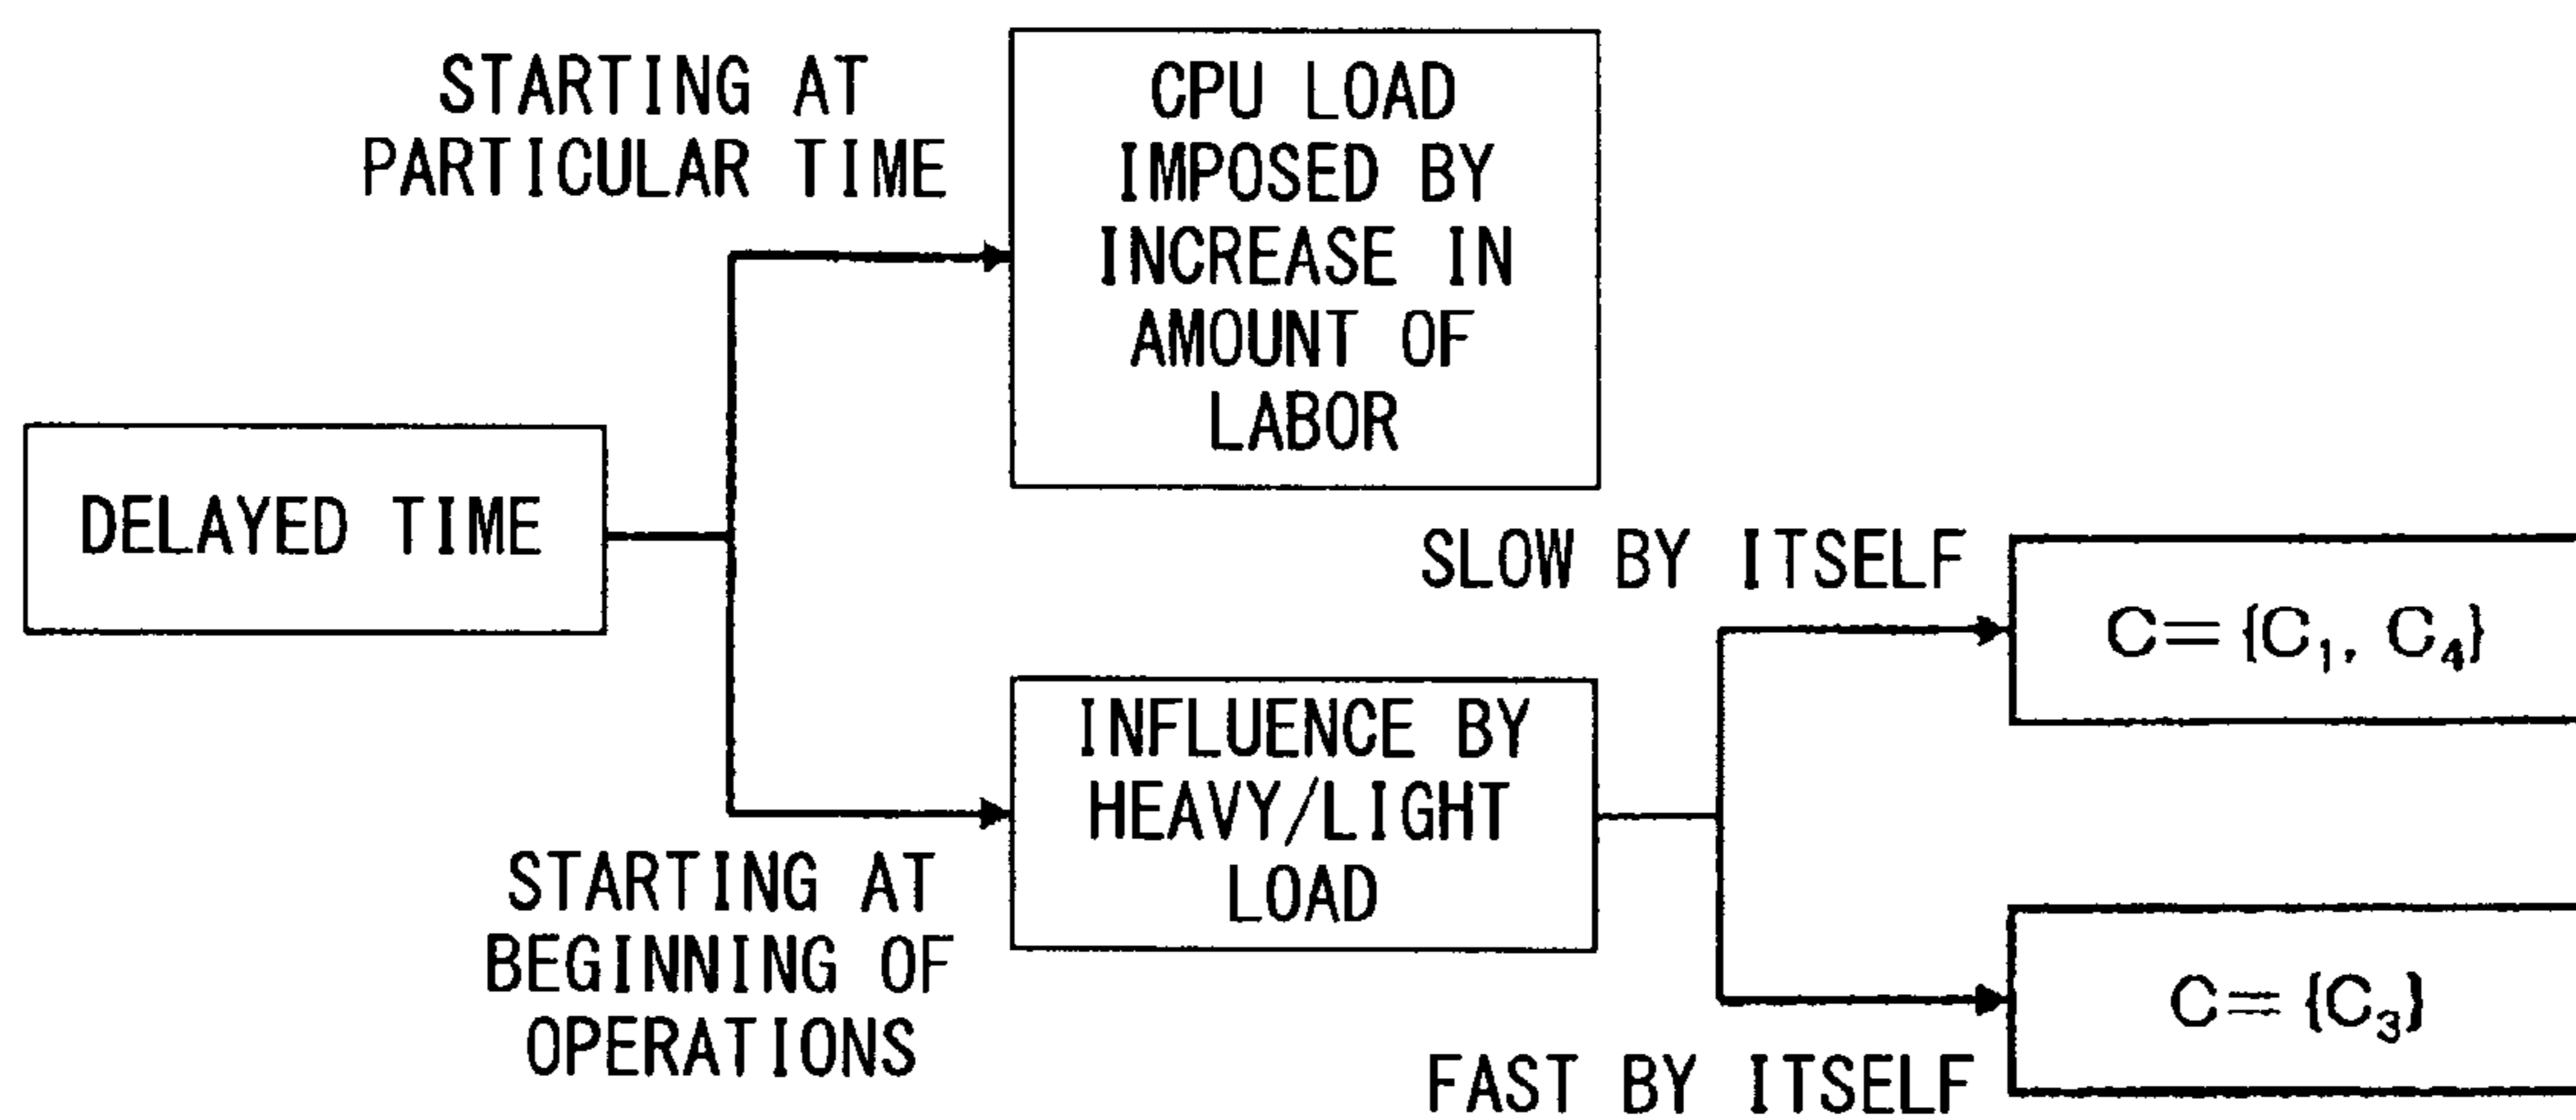 STARTING AT
PARTICULAR TIME
CPU LOAD
IMPOSED BY
INCREASE IN
AMOUNT OF
LABOR
DELAYED TIME
SLOW BY ITSELF
C={C₁, C₄}
INFLUENCE BY
HEAVY/LIGHT
LOAD
STARTING AT
BEGINNING OF
OPERATIONS
C={C₃}
FAST BY ITSELF